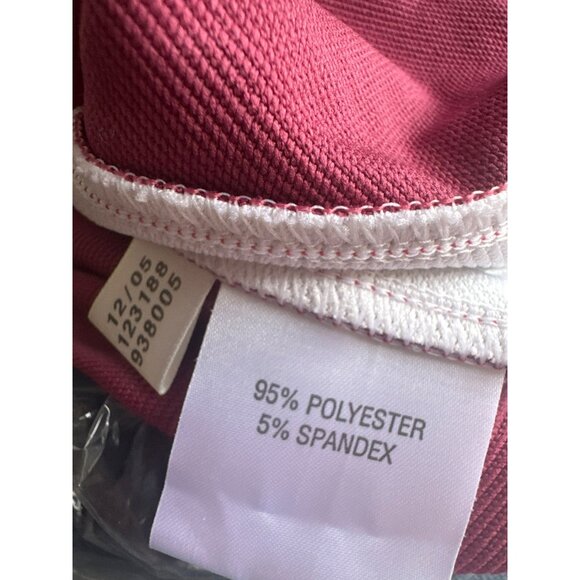 12/05
123188
938005
95% POLYESTER
5% SPANDEX